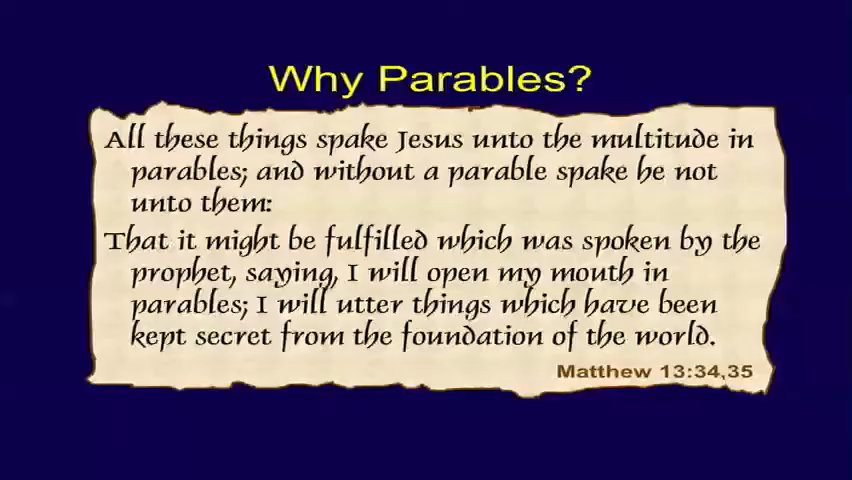 Why Parables?
All these things spake Jesus unto the multitude in
parables; and without a parable spake he not
unto them:
That it might be fulfilled which was spoken by the
prophet, saying, I will open my mouth in
parables; I will utter things which have been
kept secret from the foundation of the world.
Matthew 13:34,35